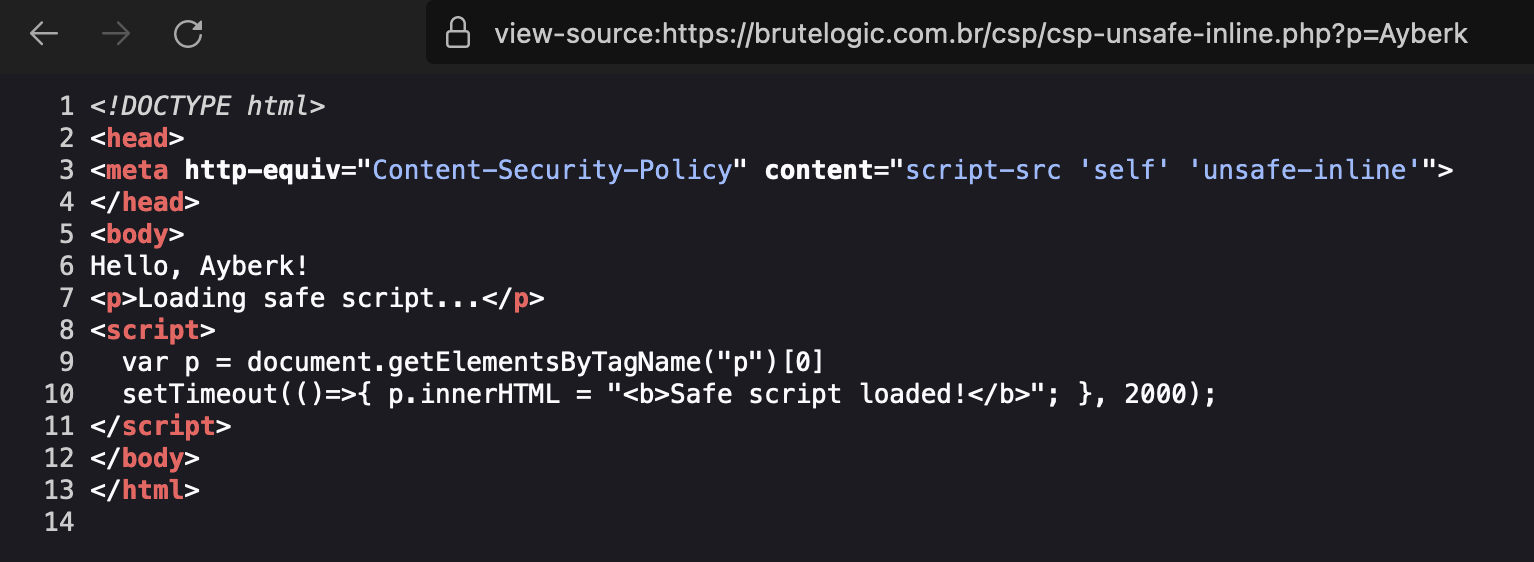 view-source:https://brutelogic.com.br/csp/csp-unsafe-inline.php?p=Ayberk
1 <!DOCTYPE html>
2 <head>
3 <meta http-equiv="Content-Security-Policy" content="script-src 'self' 'unsafe-inline'">
4 </head>
5 <body>
6 Hello, Ayberk!
7 <p>Loading safe script...</p>
8 <script>
9   var p = document.getElementsByTagName("p")[0]
10   setTimeout(()=>{ p.innerHTML = "<b>Safe script loaded!</b>"; }, 2000);
11 </script>
12 </body>
13 </html>
14